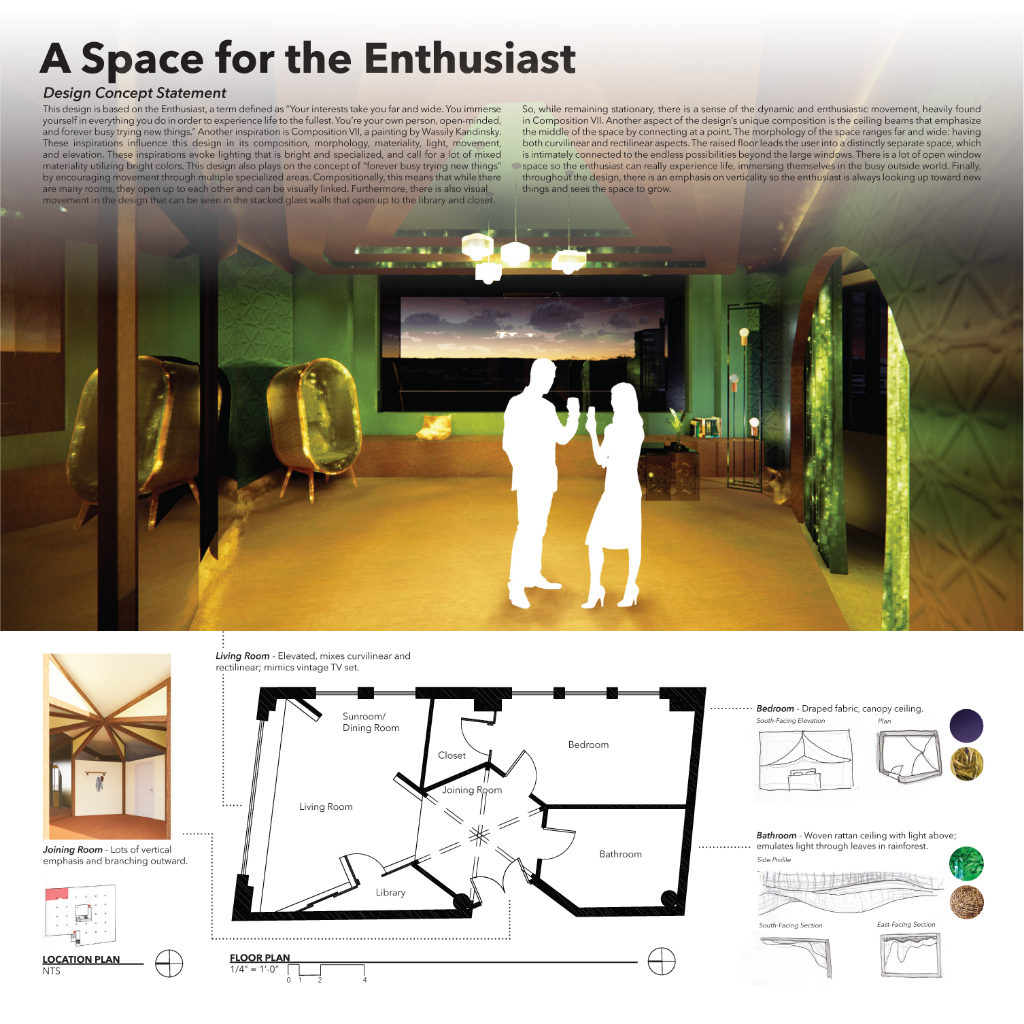 A Space for the Enthusiast
Design Concept Statement
This design is based on the Enthusiast, a term defined as "Your interests take you far and wide. You immerse
yourself in everything you do in order to experience life to the fullest. You're your own person, open-minded,
and forever busy trying new things." Another inspiration is Composition VII, a painting by Wassily Kandinsky.
These inspirations influence this design in its composition, morphology, materiality, light, movement,
and elevation. These inspirations evoke lighting that is bright and specialized, and call for a lot of mixed
materiality utilizing bright colors. This design also plays on the concept of "forever busy trying new things"
by encouraging movement through multiple specialized areas. Compositionally, this means that while there
are many rooms, they open up to each other and can be visually linked. Furthermore, there is also visual
movement in the design that can be seen in the stacked glass walls that open up to the library and closet.
So, while remaining stationary, there is a sense of the dynamic and enthusiastic movement, heavily found
in Composition VII. Another aspect of the design's unique composition is the ceiling beams that emphasize
the middle of the space by connecting at a point. The morphology of the space ranges far and wide: having
both curvilinear and rectilinear aspects. The raised floor leads the user into a distinctly separate space, which
is intimately connected to the endless possibilities beyond the large windows. There is a lot of open window
space so the enthusiast can really experience life, immersing themselves in the busy outside world. Finally,
throughout the design, there is an emphasis on verticality so the enthusiast is always looking up toward new
things and sees the space to grow.
Living Room - Elevated, mixes curvilinear and
rectilinear; mimics vintage TV set.
Sunroom/
Dining Room
Closet
Bedroom
Joining Room
Living Room
Bathroom
Library
Joining Room - Lots of vertical
emphasis and branching outward.
LOCATION PLAN
NTS
FLOOR PLAN
1/4" = 1'-0"
0 1 2 4
Bedroom - Draped fabric, canopy ceiling.
South-Facing Elevation
Plan
Bathroom - Woven rattan ceiling with light above;
emulates light through leaves in rainforest.
Side Profile
South-Facing Section
East-Facing Section